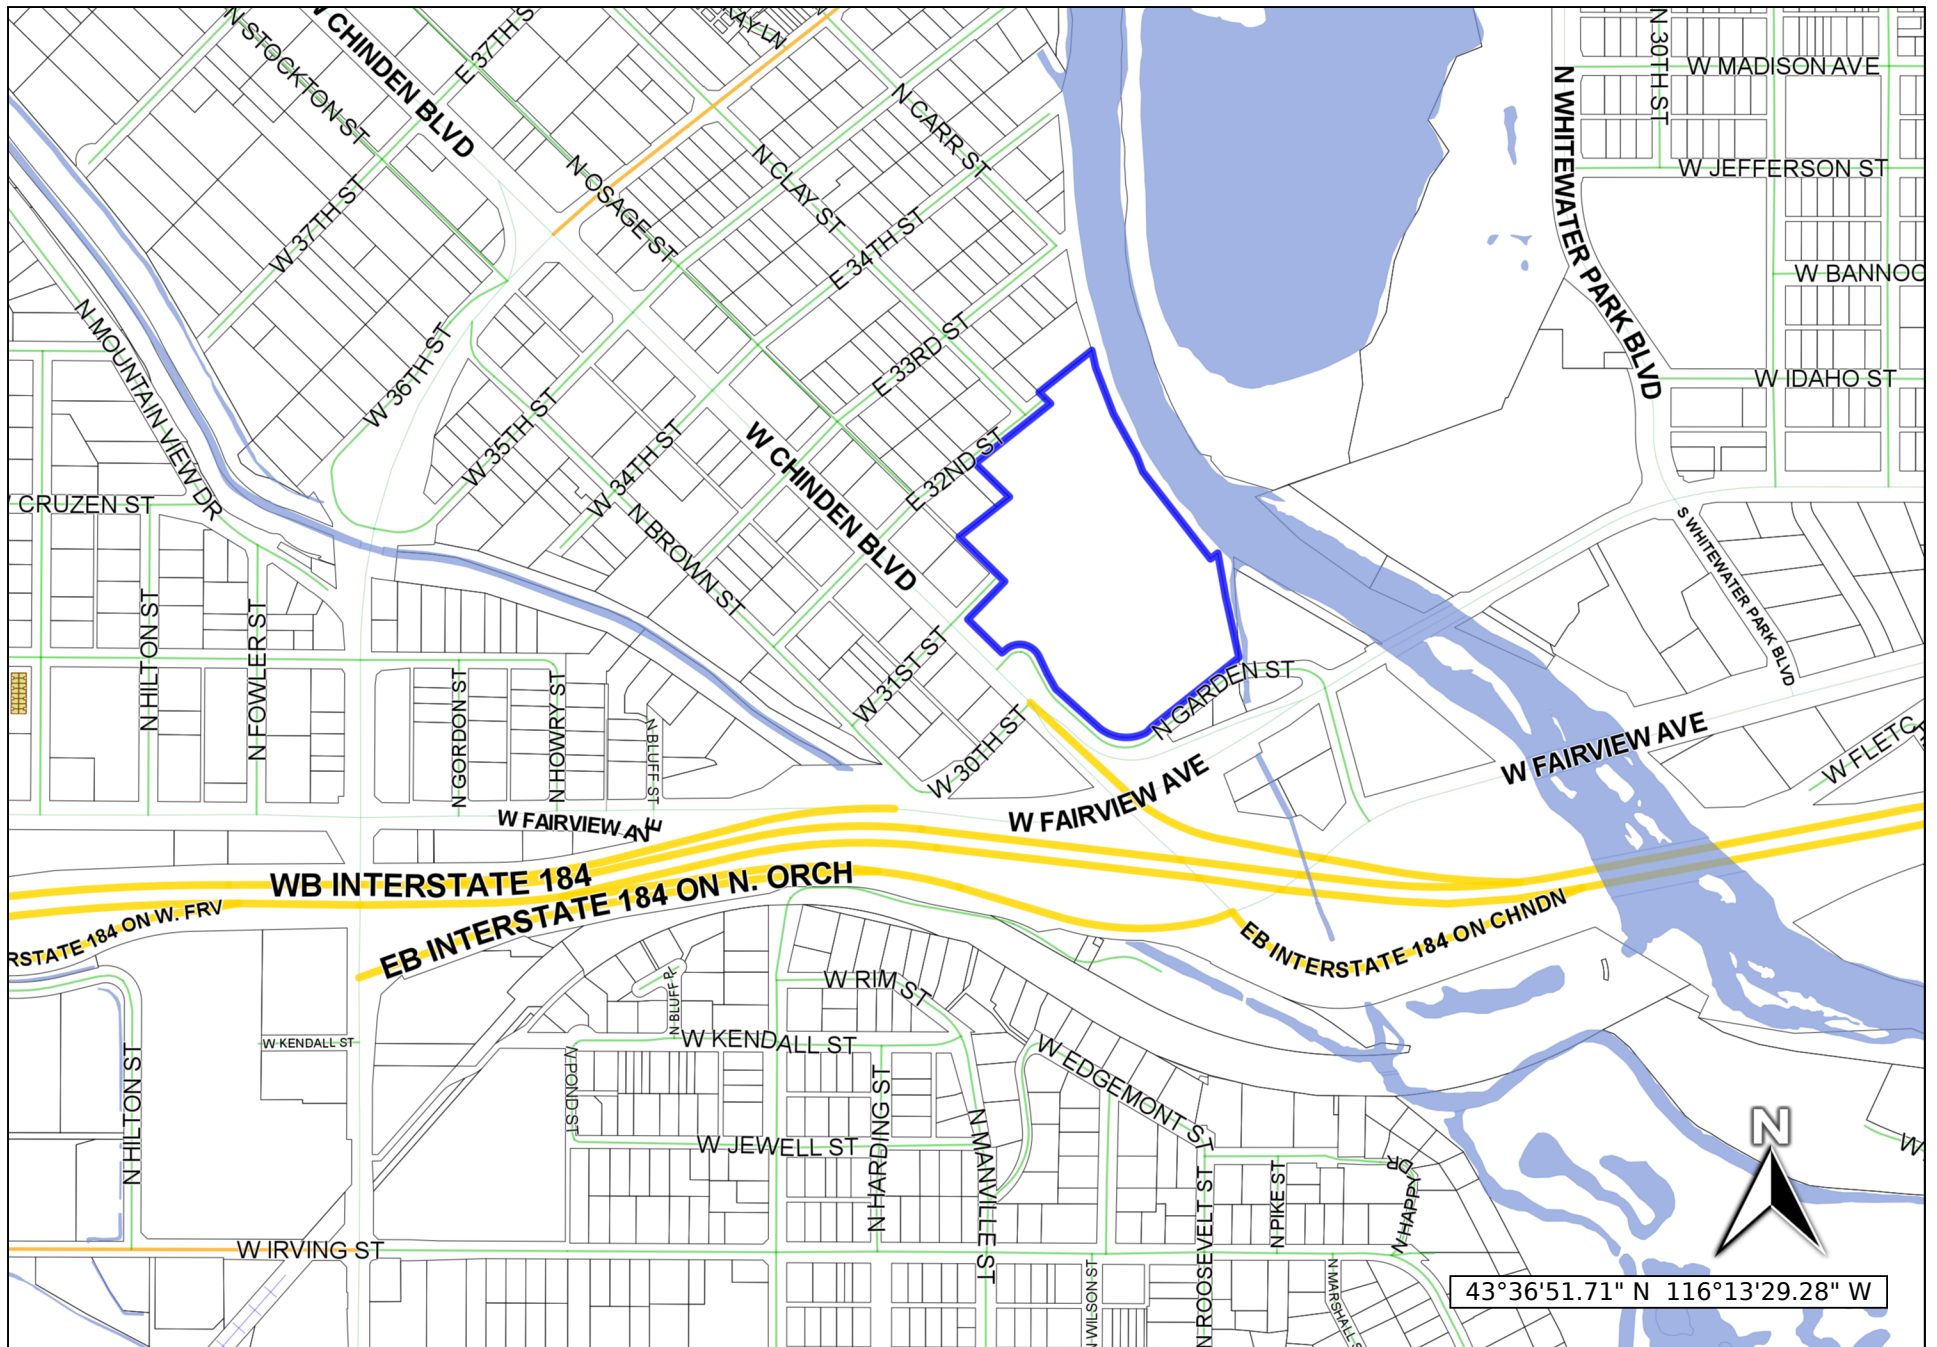 N STOCKTON ST
W CHINDEN BLVD
E 37TH S
KAY LN
N 30TH ST
W MADISON AVE
N CARR ST
N WHITEWATER PARK BLVD
N CLAY ST
W JEFFERSON ST
N OSAGE ST
W 37TH ST
E 34TH ST
W BANNOC
N MOUNTAIN VIEW DR
W 36TH ST
E 33RD ST
W IDAHO ST
W 35TH ST
W 34TH ST
W CHINDEN BLVD
E 32ND ST
CRUZEN ST
N BROWN ST
S WHITEWATER PARK BLVD
N HILTON ST
N FOWLER ST
W 31ST ST
N GORDON ST
N HOWRY ST
N BLUFF ST
N GARDEN ST
W 30TH ST
W FAIRVIEW AVE
W FAIRVIEW AVE
W FLETC
W FAIRVIEW AVE
WB INTERSTATE 184
EB INTERSTATE 184 ON N. ORCH
RSTATE 184 ON W. FRV
EB INTERSTATE 184 ON CHNDN
W RIM ST
N BLUFF P
W KENDALL ST
W KENDALL ST
N POND ST
W EDGEMONT ST
N HILTON ST
N HARDING ST
N MANVILLE ST
W JEWELL ST
N ROOSEVELT ST
N PIKE ST
N HAPPY DR
N
W
W IRVING ST
N WILSON ST
N MARSHALL S
43°36'51.71" N 116°13'29.28" W